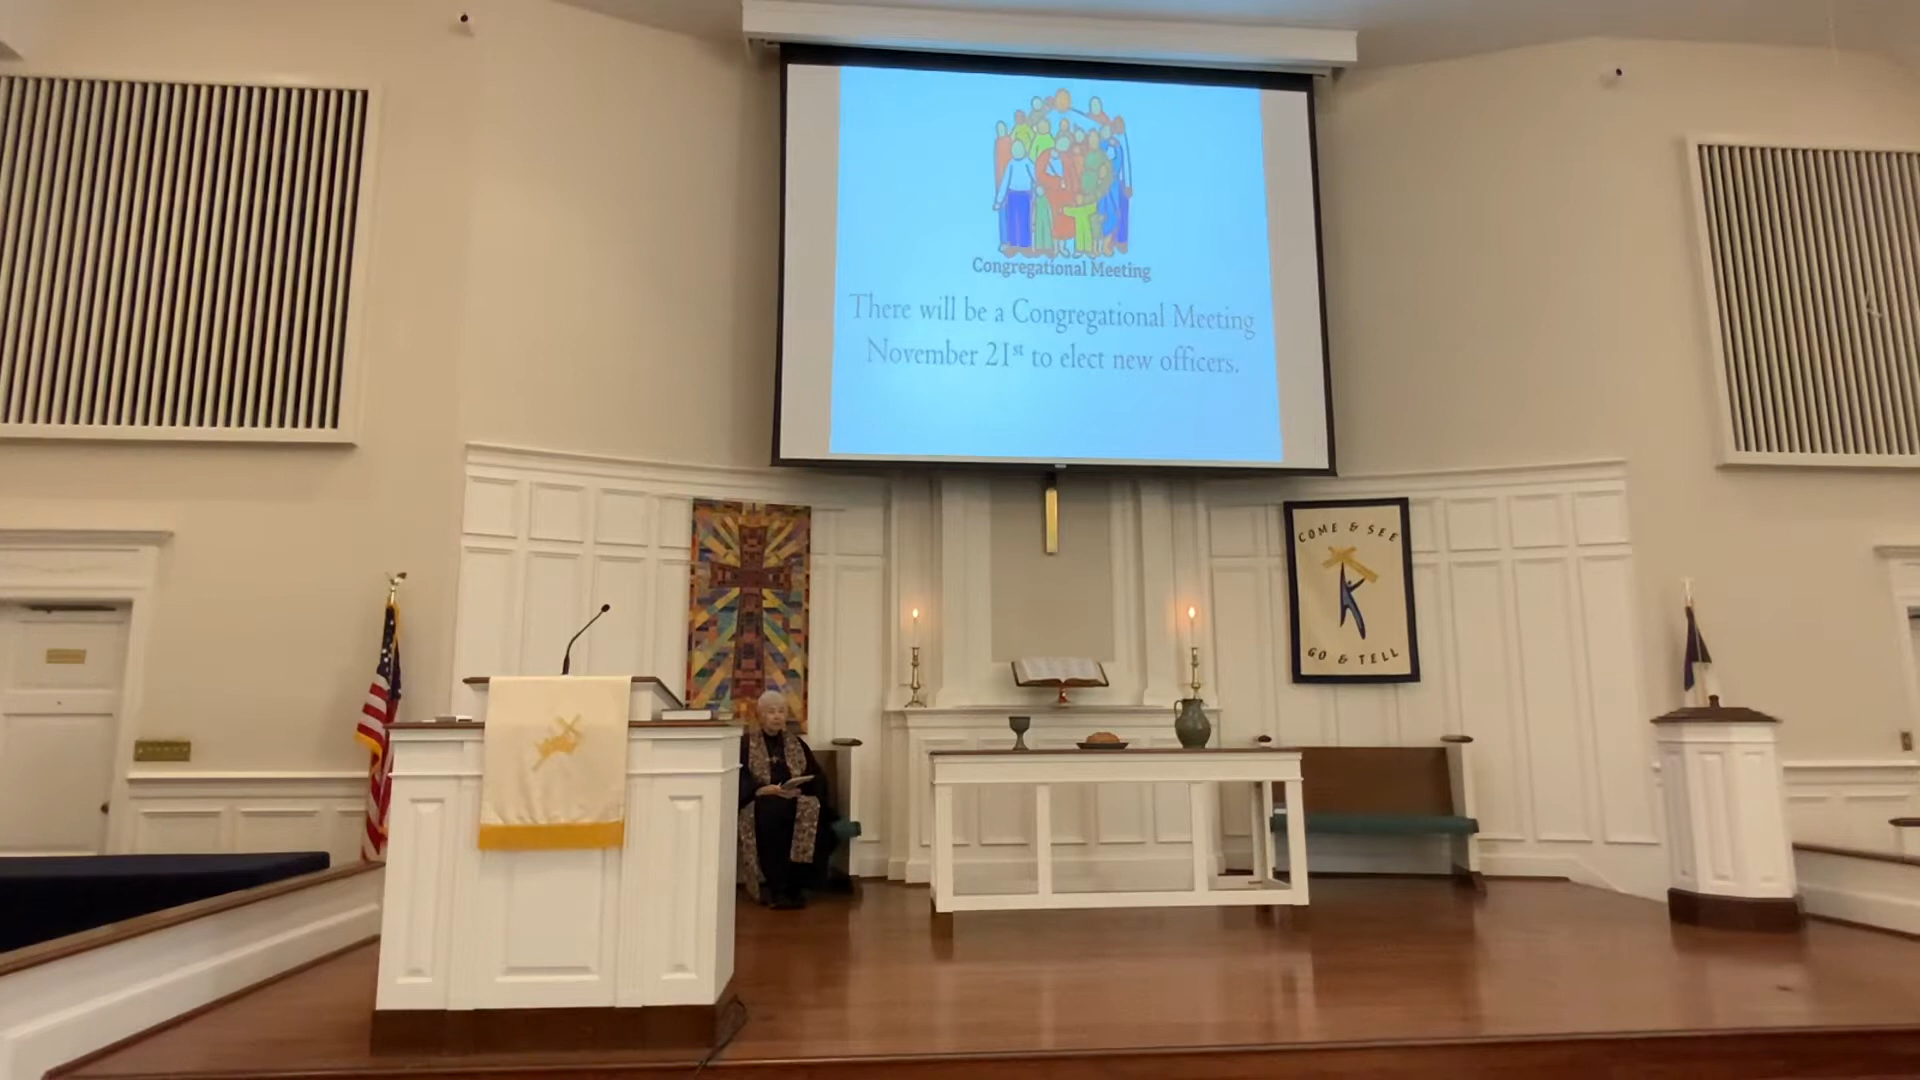 Congregational Meeting
There will be a Congregational Meeting
November 21st to elect new officers.
COME & SEE
GO & TELL